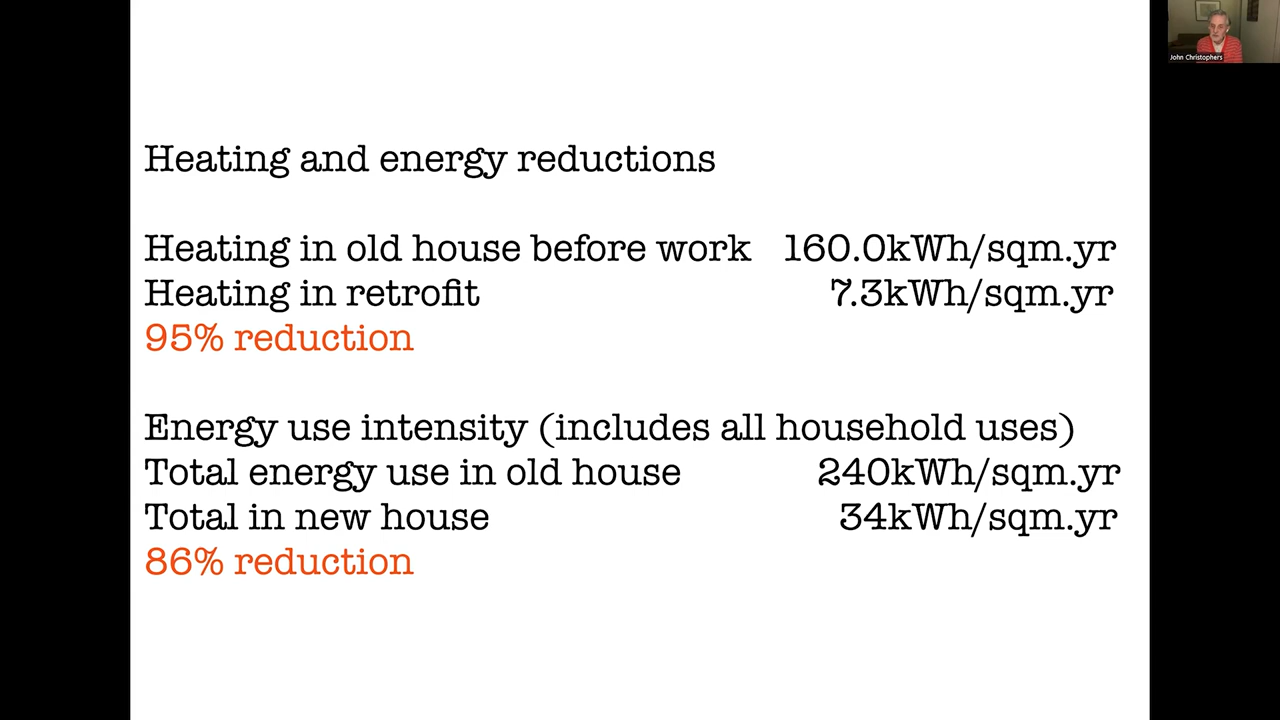 John Christophers
Heating and energy reductions
Heating in old house before work 160.0kWh/sqm.yr
Heating in retrofit 7.3kWh/sqm.yr
95% reduction
Energy use intensity (includes all household uses)
Total energy use in old house 240kWh/sqm.yr
Total in new house 34kWh/sqm.yr
86% reduction